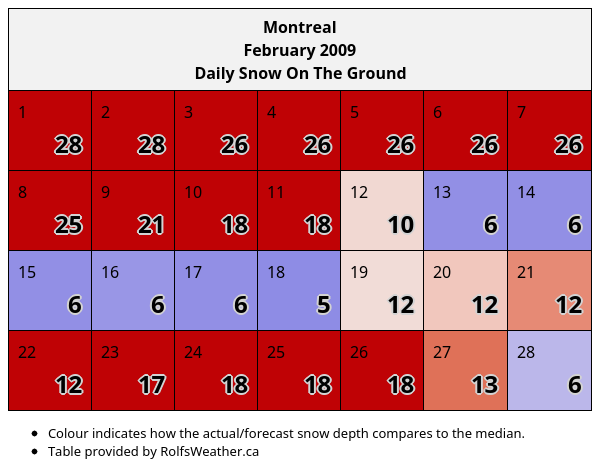 Montreal
February 2009
Daily Snow On The Ground
1 2 3 4 5 6 7
28 28 26 26 26 26 26
8 9 10 11 12 13 14
25 21 18 18 10 6 6
15 16 17 18 19 20 21
6 6 6 5 12 12 12
22 23 24 25 26 27 28
12 17 18 18 18 13 6
• Colour indicates how the actual/forecast snow depth compares to the median.
• Table provided by RolfsWeather.ca